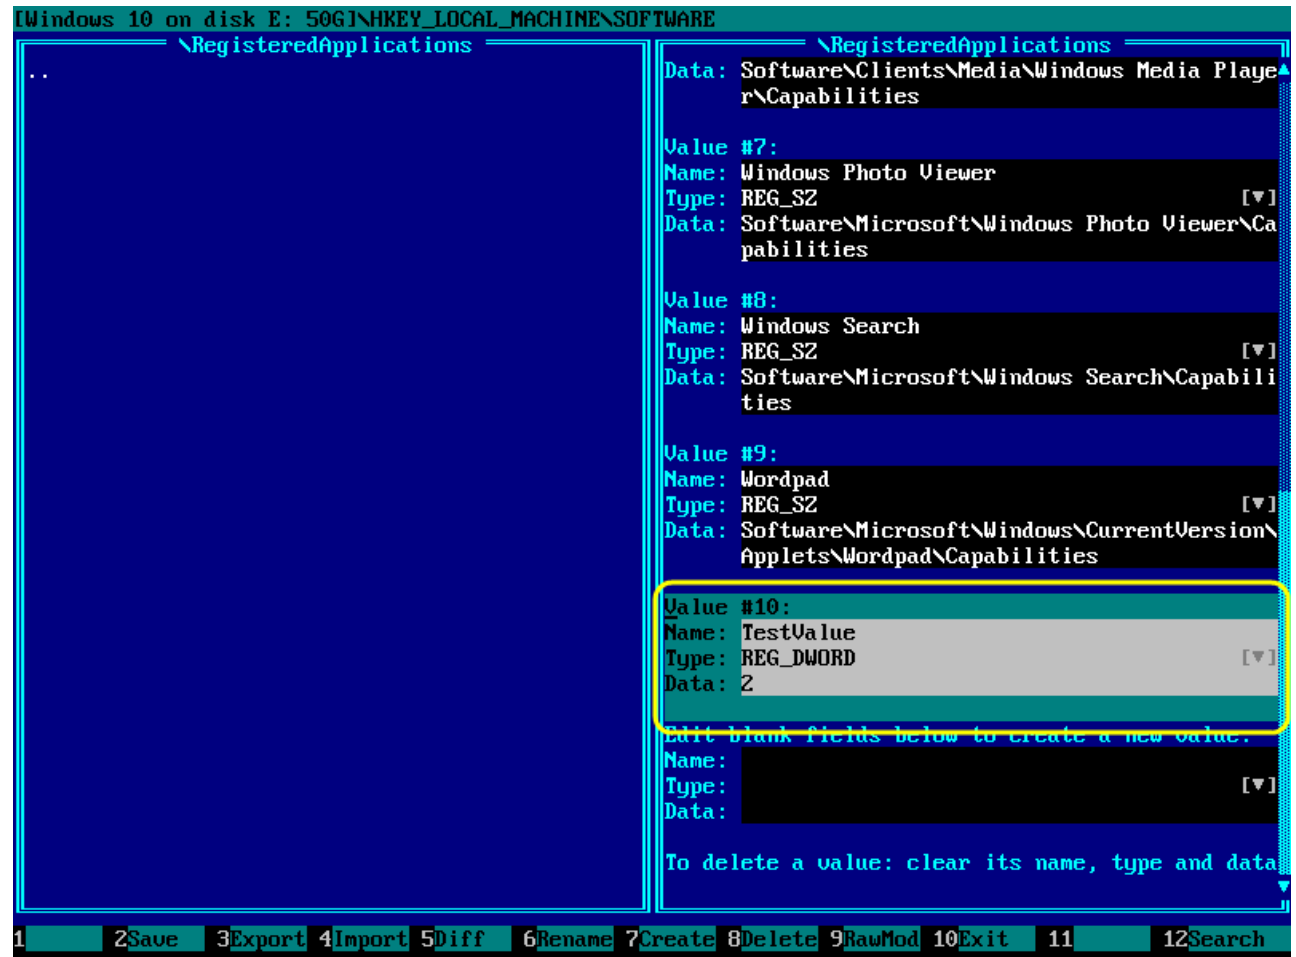 [Windows 10 on disk E: 50G]\HKEY_LOCAL_MACHINE\SOFTWARE
\RegisteredApplications
..
\RegisteredApplications
Data: Software\Clients\Media\Windows Media Playe
r\Capabilities
Value #7:
Name: Windows Photo Viewer
Type: REG_SZ [▼]
Data: Software\Microsoft\Windows Photo Viewer\Ca
pabilities
Value #8:
Name: Windows Search
Type: REG_SZ [▼]
Data: Software\Microsoft\Windows Search\Capabili
ties
Value #9:
Name: Wordpad
Type: REG_SZ [▼]
Data: Software\Microsoft\Windows\CurrentVersion\
Applets\Wordpad\Capabilities
Value #10:
Name: TestValue
Type: REG_DWORD [▼]
Data: 2
Edit blank fields below to create a new value.
Name:
Type: [▼]
Data:
To delete a value: clear its name, type and data
1 2Save 3Export 4Import 5Diff 6Rename 7Create 8Delete 9RawMod 10Exit 11 12Search